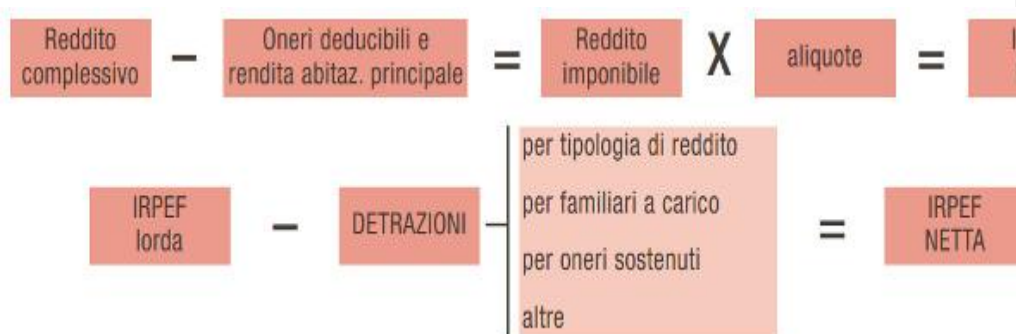 Reddito
complessivo
–
Oneri deducibili e
rendita abitaz. principale
=
Reddito
imponibile
X
aliquote
=
IRPEF
lorda
–
DETRAZIONI
per tipologia di reddito
per familiari a carico
per oneri sostenuti
altre
=
IRPEF
NETTA